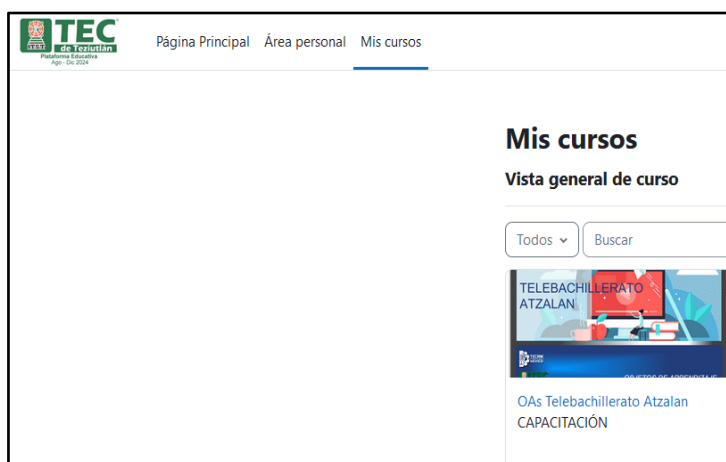 TEC
de Teziutlán
Plataforma Educativa
Ago - Dic 2024
Página Principal Área personal Mis cursos
Mis cursos
Vista general de curso
Todos Buscar
TELEBACHILLERATO
ATZALAN
OAs Telebachillerato Atzalan
CAPACITACIÓN